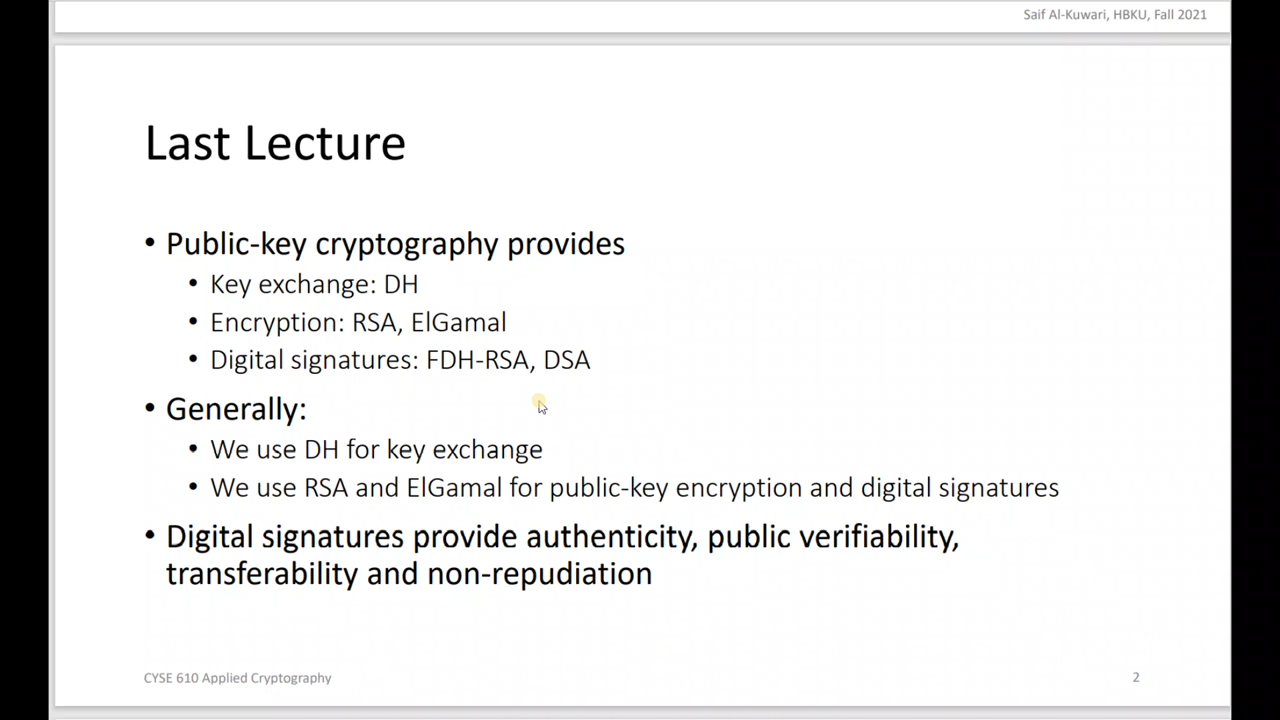 Saif Al-Kuwari, HBKU, Fall 2021
Last Lecture
• Public-key cryptography provides
• Key exchange: DH
• Encryption: RSA, ElGamal
• Digital signatures: FDH-RSA, DSA
• Generally:
• We use DH for key exchange
• We use RSA and ElGamal for public-key encryption and digital signatures
• Digital signatures provide authenticity, public verifiability,
transferability and non-repudiation
CYSE 610 Applied Cryptography
2